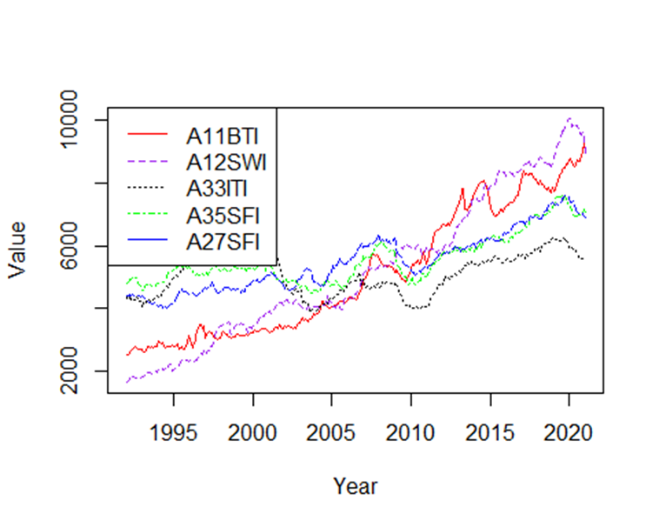 10000
6000
2000
Value
A11BTI
A12SWI
A33ITI
A35SFI
A27SFI
1995 2000 2005 2010 2015 2020
Year